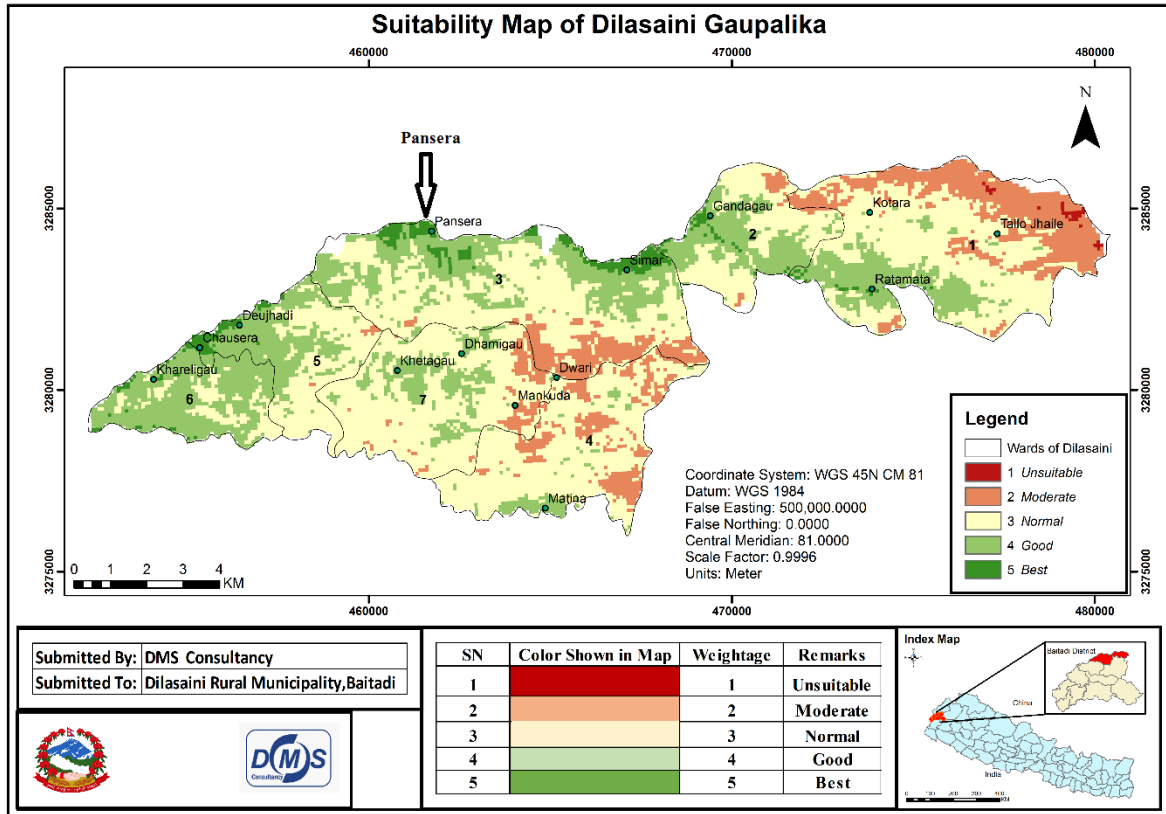 Suitability Map of Dilasaini Gaupalika
460000
470000
480000
N
Pansera
3285000
3285000
Pansera
Gandagau
2
Kotara
Tallo Jhaile
1
Simar
3
Ratamata
Deujhadi
Chausera
Dhamigau
5
Khareligau
Khetagau
Dwari
3280000
3280000
6
7
Mankuda
4
Matina
Coordinate System: WGS 45N CM 81
Datum: WGS 1984
False Easting: 500,000.0000
False Northing: 0.0000
Central Meridian: 81.0000
Scale Factor: 0.9996
Units: Meter
Legend
Wards of Dilasaini
1 Unsuitable
2 Moderate
3 Normal
4 Good
5 Best
3275000
3275000
0 1 2 3 4
KM
460000
470000
480000
Submitted By: DMS Consultancy
Submitted To: Dilasaini Rural Municipality,Baitadi
DMS
Consultancy
SN Color Shown in Map Weightage Remarks
1 1 Unsuitable
2 2 Moderate
3 3 Normal
4 4 Good
5 5 Best
Index Map
Baitadi District
China
India
KM